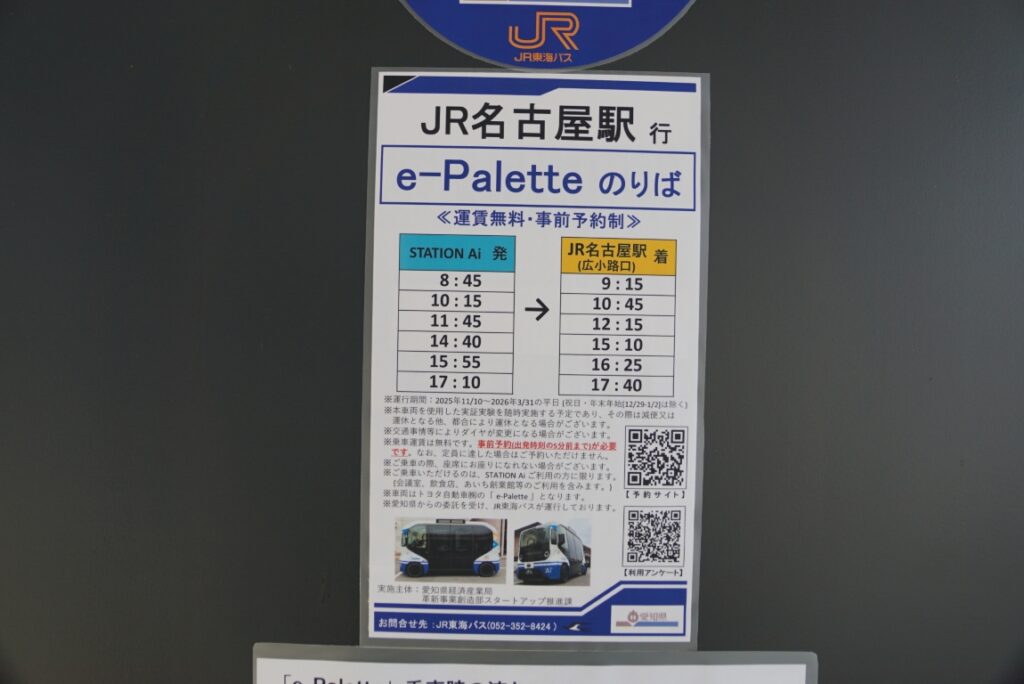 JR
JR東海バス
JR名古屋駅 行
e-Palette のりば
≪運賃無料・事前予約制≫
STATION Ai 発
JR名古屋駅 着
(広小路口)
8：45
9：15
10：15
10：45
11：45
12：15
→
14：40
15：10
15：55
16：25
17：10
17：40
※運行期間：2025年11/10～2026年3/31の平日 (祝日・年末年始[12/29-1/2]は除く)
※本車両を使用した実証実験を随時実施する予定であり、その際は減便又は
運休となる他、都合により運休となる場合がございます。
※交通事情等によりダイヤが変更になる場合がございます。
※乗車運賃は無料です。事前予約(出発時刻の5分前まで)が必要
です。なお、定員に達した場合はご予約いただけません。
※ご乗車の際、座席にお座りになれない場合がございます。
※ご乗車いただけるのは、STATION Ai ご利用の方に限ります。
(会議室、飲食店、あいち創業館等のご利用を含みます。)
※車両はトヨタ自動車㈱の「 e-Palette 」となります。
※愛知県からの委託を受け、JR東海バスが運行しております。
【予約サイト】
【利用アンケート】
Ai
実施主体：愛知県経済産業局
革新事業創造部スタートアップ推進課
お問合せ先：JR東海バス(052-352-8424 )
愛知県
「e-Palette」乗車時の流れ